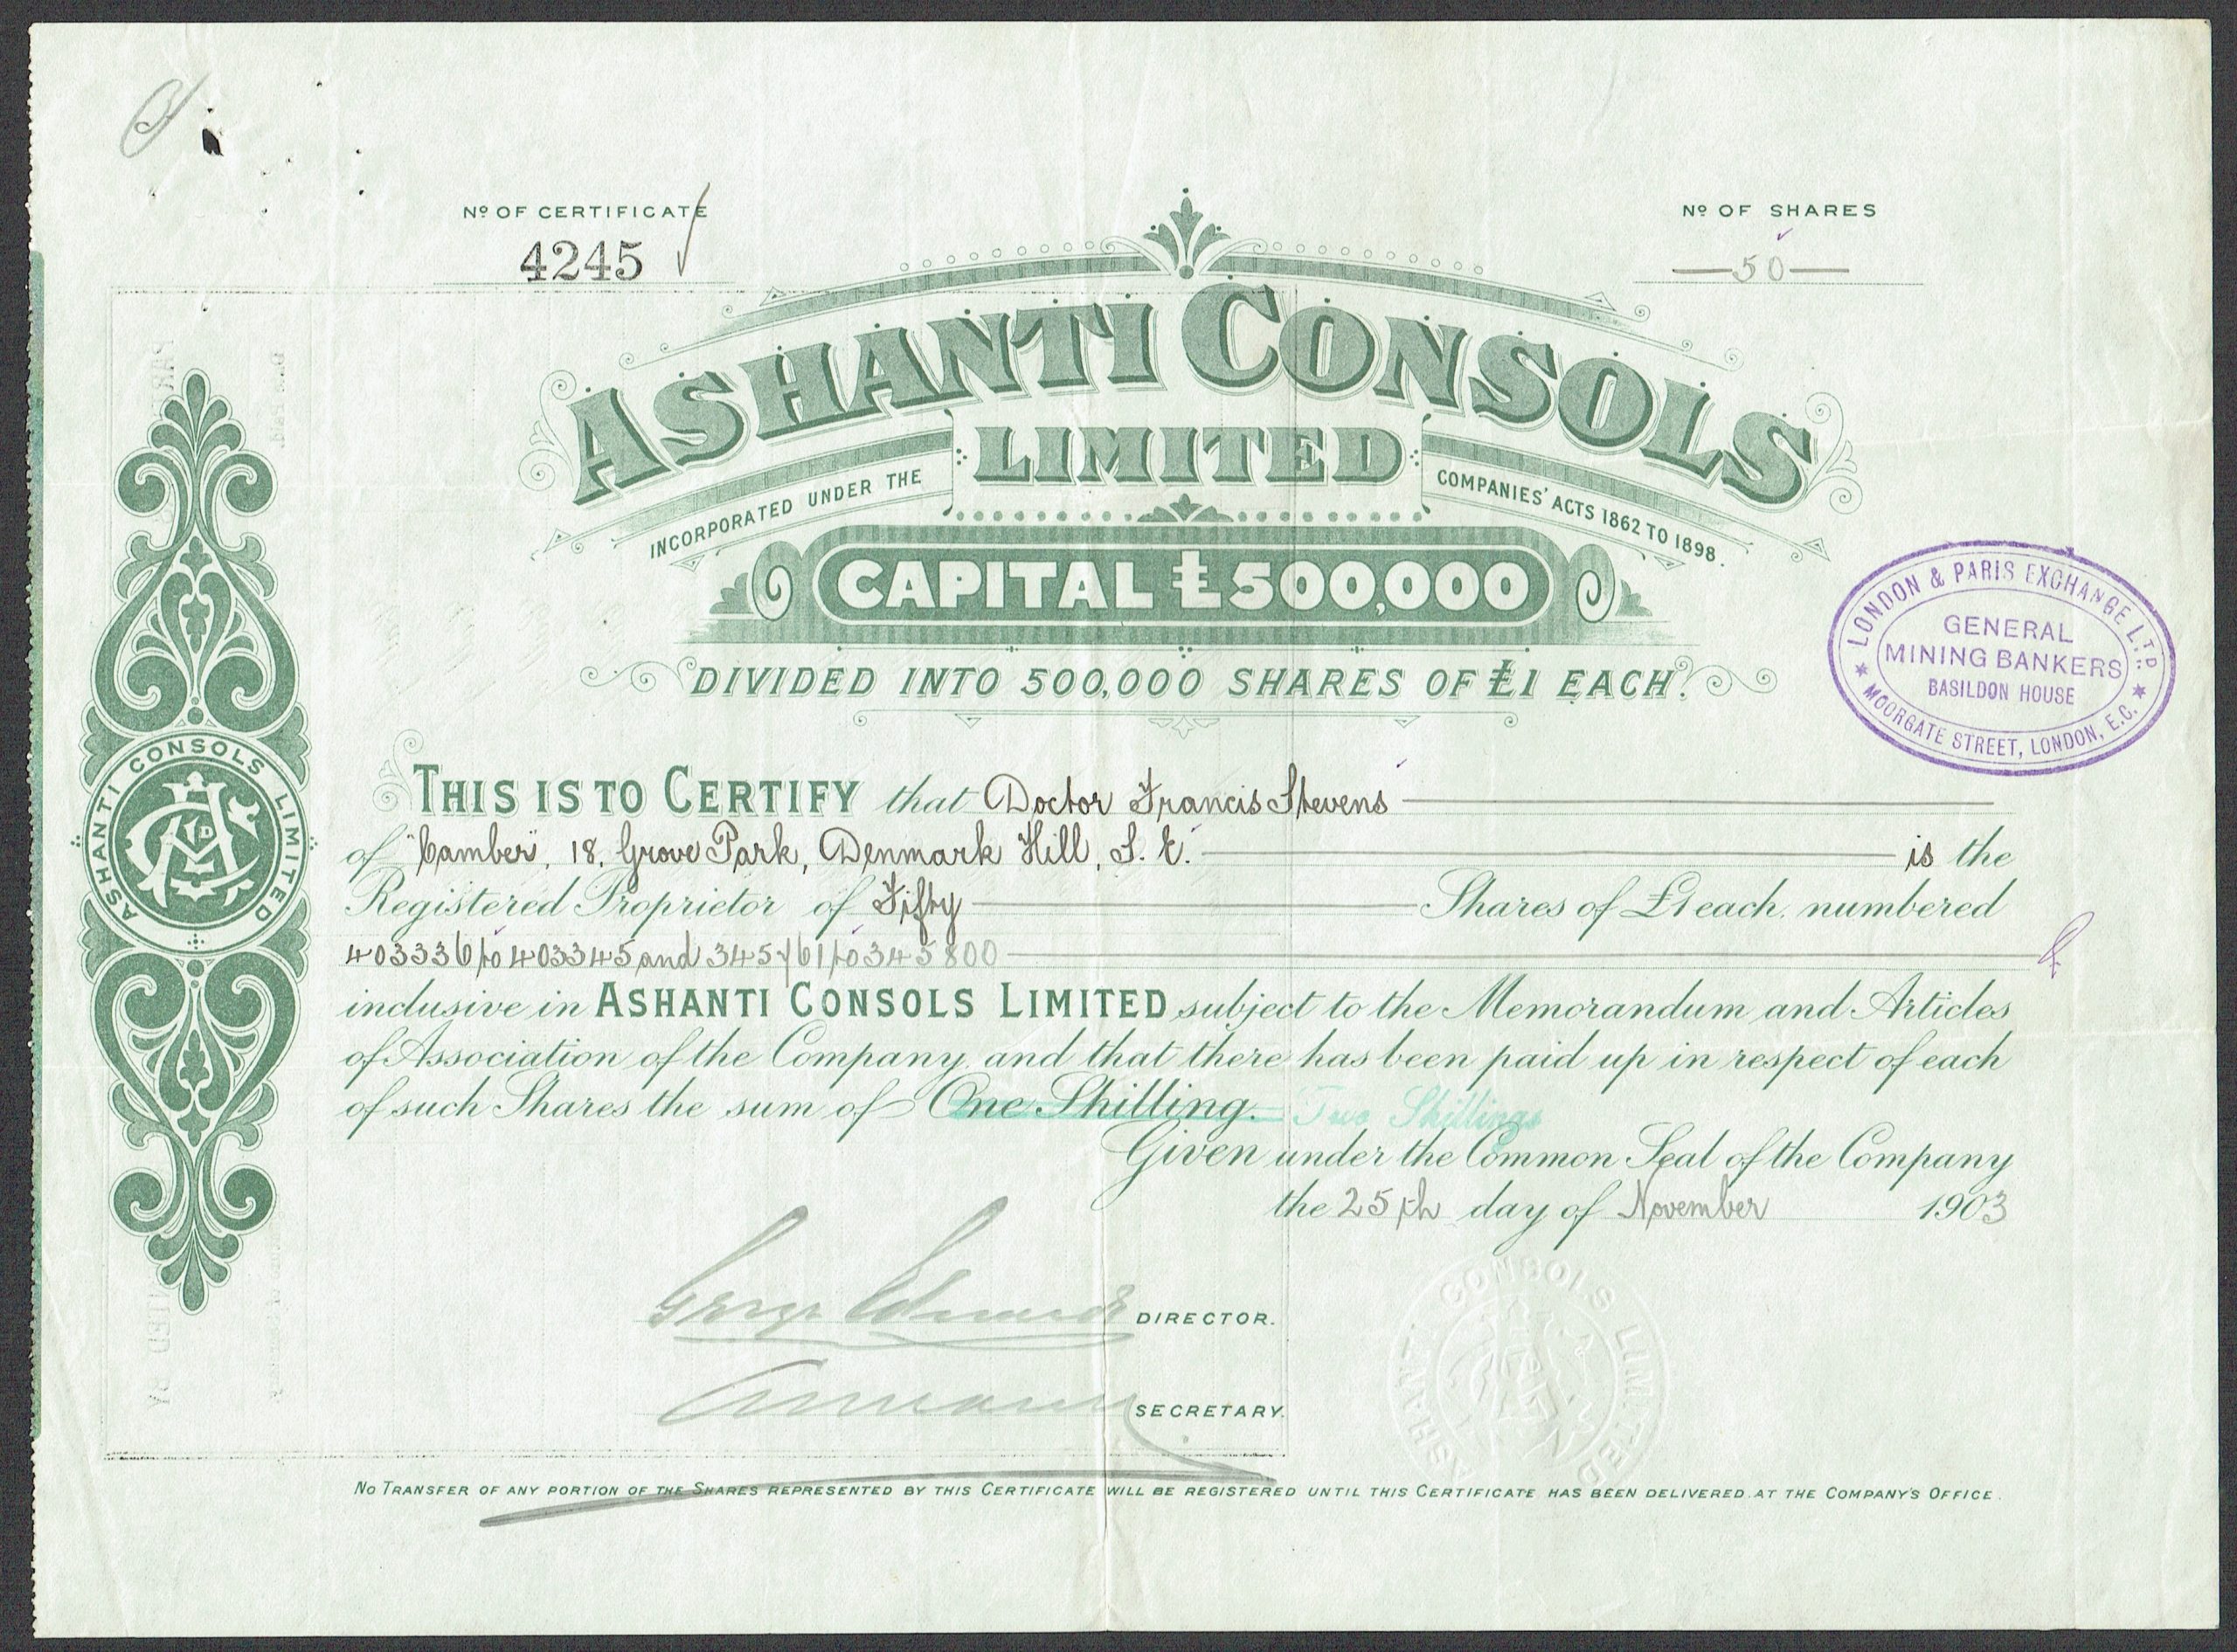 Nº OF CERTIFICATE
4245
Nº OF SHARES
50
ASHANTI CONSOLS
LIMITED
INCORPORATED UNDER THE COMPANIES' ACTS 1862 TO 1898.
CAPITAL £500,000
DIVIDED INTO 500,000 SHARES OF £1 EACH.
LONDON & PARIS EXCHANGE LTD.
GENERAL
MINING BANKERS
BASILDON HOUSE
MOORGATE STREET, LONDON, E.C.
ASHANTI CONSOLS LIMITED
THIS IS TO CERTIFY that Doctor Francis Stevens
of "Camber", 18, Grove Park, Denmark Hill, S. E. is the
Registered Proprietor of Fifty Shares of £1 each, numbered
403336 to 403345 and 345761 to 345800
inclusive in ASHANTI CONSOLS LIMITED subject to the Memorandum and Articles
of Association of the Company, and that there has been paid up in respect of each
of such Shares the sum of One Shilling. Two Shillings
Given under the Common Seal of the Company
the 25th day of November 1903
George DIRECTOR.
SECRETARY.
ASHANTI CONSOLS LIMITED
NO TRANSFER OF ANY PORTION OF THE SHARES REPRESENTED BY THIS CERTIFICATE WILL BE REGISTERED UNTIL THIS CERTIFICATE HAS BEEN DELIVERED AT THE COMPANY'S OFFICE.